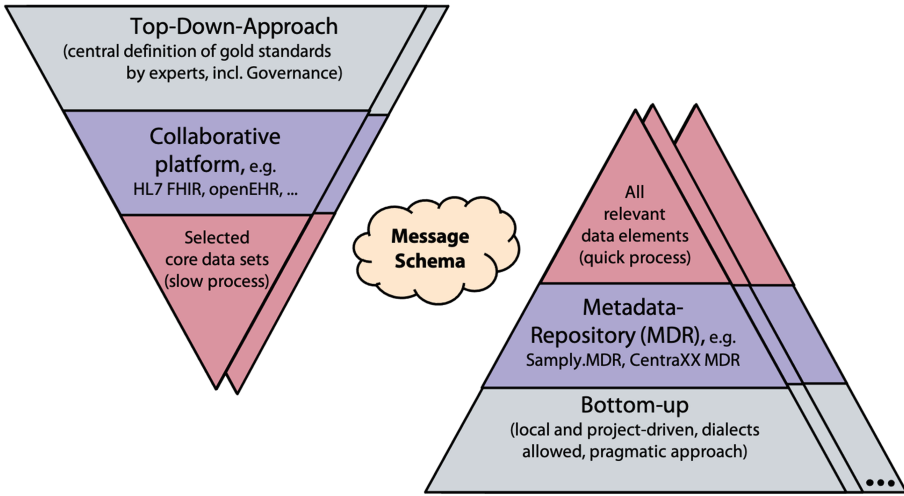 Top-Down-Approach
(central definition of gold standards
by experts, incl. Governance)
Collaborative
platform, e.g.
HL7 FHIR, openEHR, ...
Selected
core data sets
(slow process)
Message
Schema
All
relevant
data elements
(quick process)
Metadata-
Repository (MDR), e.g.
Samply.MDR, CentraXX MDR
Bottom-up
(local and project-driven, dialects
allowed, pragmatic approach)
...